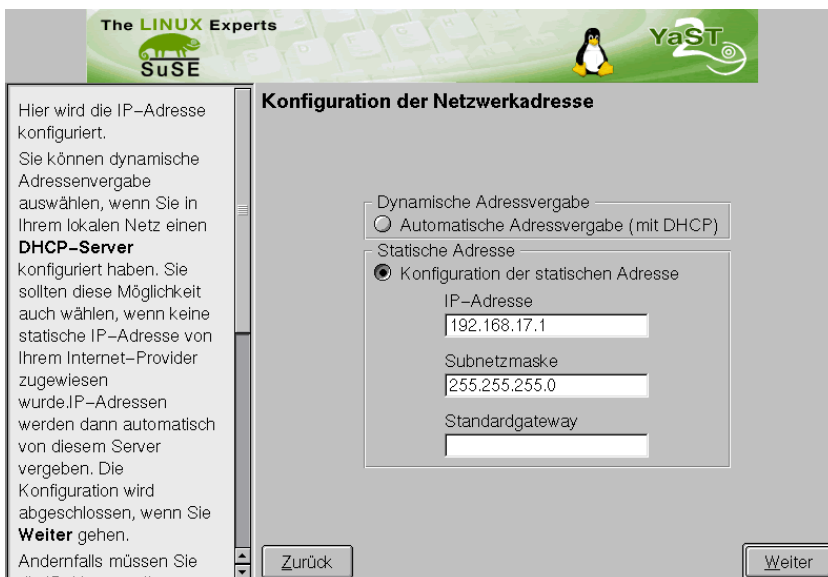 The LINUX Experts
SuSE
YaST
2
Hier wird die IP–Adresse
konfiguriert.
Sie können dynamische
Adressenvergabe
auswählen, wenn Sie in
Ihrem lokalen Netz einen
DHCP–Server
konfiguriert haben. Sie
sollten diese Möglichkeit
auch wählen, wenn keine
statische IP–Adresse von
Ihrem Internet–Provider
zugewiesen
wurde.IP–Adressen
werden dann automatisch
von diesem Server
vergeben. Die
Konfiguration wird
abgeschlossen, wenn Sie
Weiter gehen.
Andernfalls müssen Sie
Konfiguration der Netzwerkadresse
Dynamische Adressvergabe
Automatische Adressvergabe (mit DHCP)
Statische Adresse
Konfiguration der statischen Adresse
IP–Adresse
192.168.17.1
Subnetzmaske
255.255.255.0
Standardgateway
Zurück
Weiter